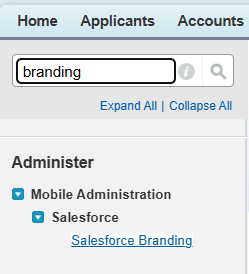 Home Applicants Accounts
branding
Expand All | Collapse All
Administer
Mobile Administration
Salesforce
Salesforce Branding